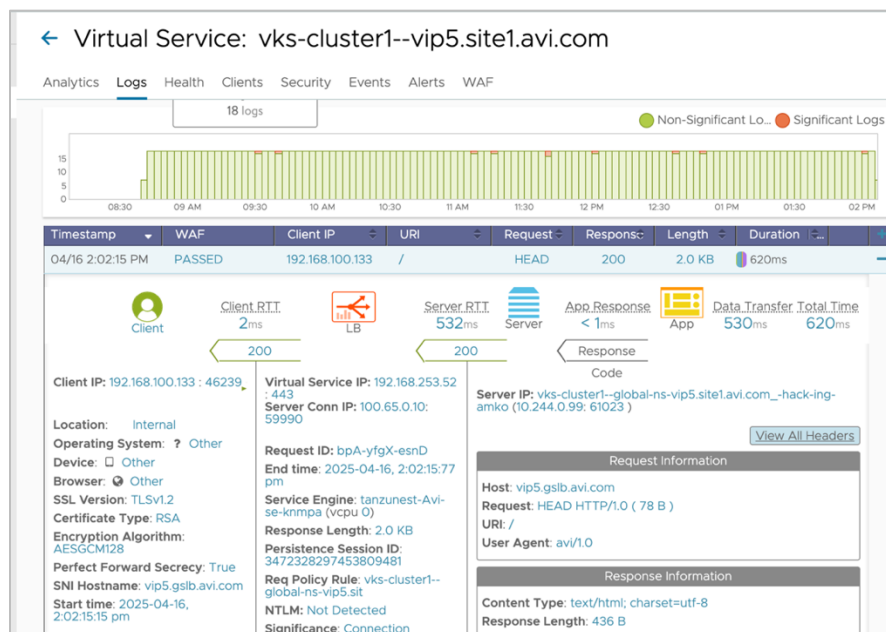 ← Virtual Service: vks-cluster1--vip5.site1.avi.com
Analytics Logs Health Clients Security Events Alerts WAF
18 logs
Non-Significant Lo... Significant Logs
15
10
5
0
08:30 09 AM 09:30 10 AM 10:30 11 AM 11:30 12 PM 12:30 01 PM 01:30 02 PM
Timestamp WAF Client IP URI Request Response Length Duration
04/16 2:02:15 PM PASSED 192.168.100.133 / HEAD 200 2.0 KB 620ms
Client RTT Server RTT App Response Data Transfer Total Time
Client 2ms LB 532ms Server < 1ms App 530ms 620ms
200 200 Response
Code
Client IP: 192.168.100.133 : 46239
Location: Internal
Operating System: ? Other
Device: Other
Browser: Other
SSL Version: TLSv1.2
Certificate Type: RSA
Encryption Algorithm:
AESGCM128
Perfect Forward Secrecy: True
SNI Hostname: vip5.gslb.avi.com
Start time: 2025-04-16,
2:02:15:15 pm
Virtual Service IP: 192.168.253.52
: 443
Server Conn IP: 100.65.0.10:
59990
Request ID: bpA-yfgX-esnD
End time: 2025-04-16, 2:02:15:77
pm
Service Engine: tanzunest-Avi-
se-knmpa (vcpu 0)
Response Length: 2.0 KB
Persistence Session ID:
3472328297453809481
Req Policy Rule: vks-cluster1--
global-ns-vip5.sit
NTLM: Not Detected
Significance: Connection
Server IP: vks-cluster1--global-ns-vip5.site1.avi.com_-hack-ing-
amko (10.244.0.99: 61023 )
View All Headers
Request Information
Host: vip5.gslb.avi.com
Request: HEAD HTTP/1.0 ( 78 B )
URI: /
User Agent: avi/1.0
Response Information
Content Type: text/html; charset=utf-8
Response Length: 436 B